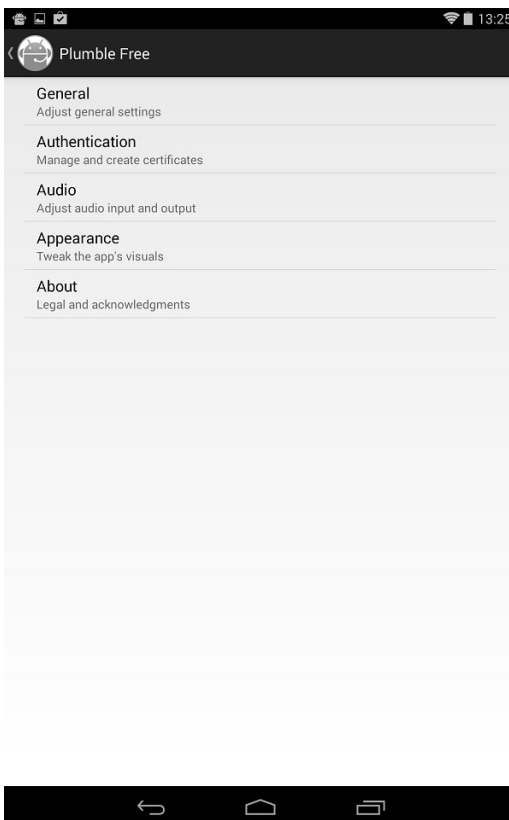 13:25
Plumble Free
General
Adjust general settings
Authentication
Manage and create certificates
Audio
Adjust audio input and output
Appearance
Tweak the app's visuals
About
Legal and acknowledgments